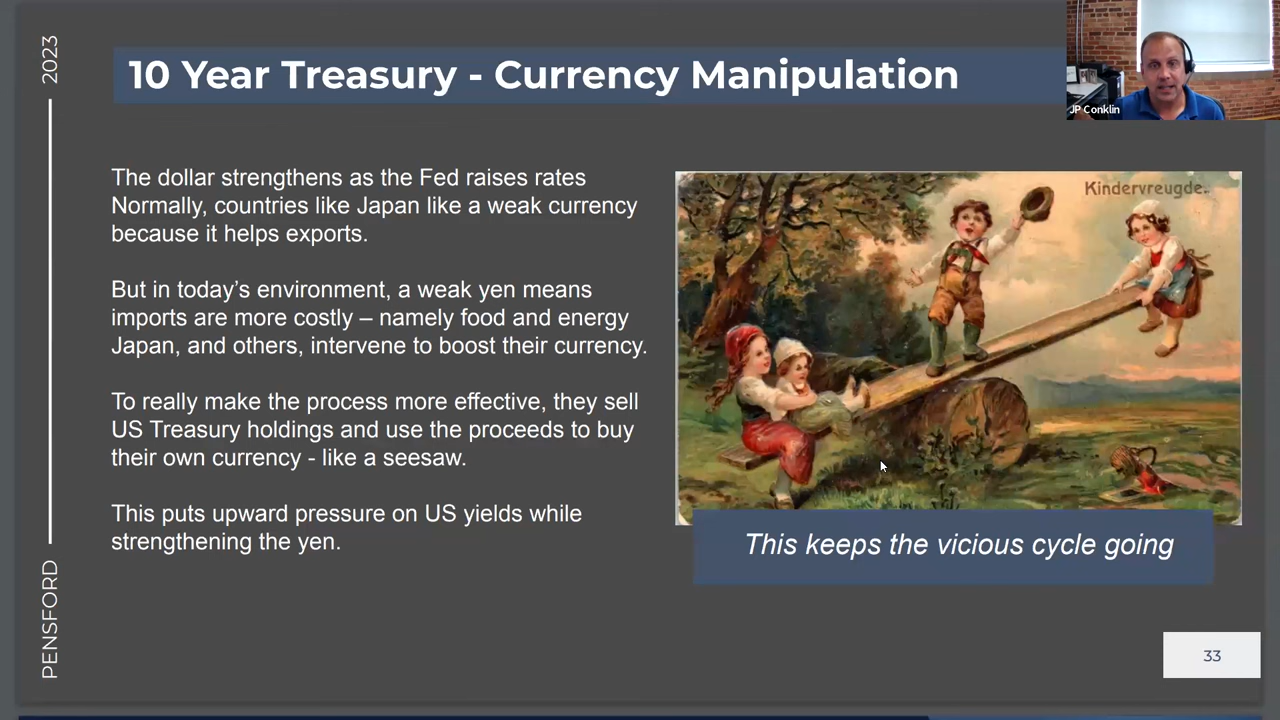 2023
PENSFORD
10 Year Treasury - Currency Manipulation
JP Conklin
The dollar strengthens as the Fed raises rates
Normally, countries like Japan like a weak currency
because it helps exports.
But in today’s environment, a weak yen means
imports are more costly – namely food and energy
Japan, and others, intervene to boost their currency.
To really make the process more effective, they sell
US Treasury holdings and use the proceeds to buy
their own currency - like a seesaw.
This puts upward pressure on US yields while
strengthening the yen.
Kindervreugde.
This keeps the vicious cycle going
33